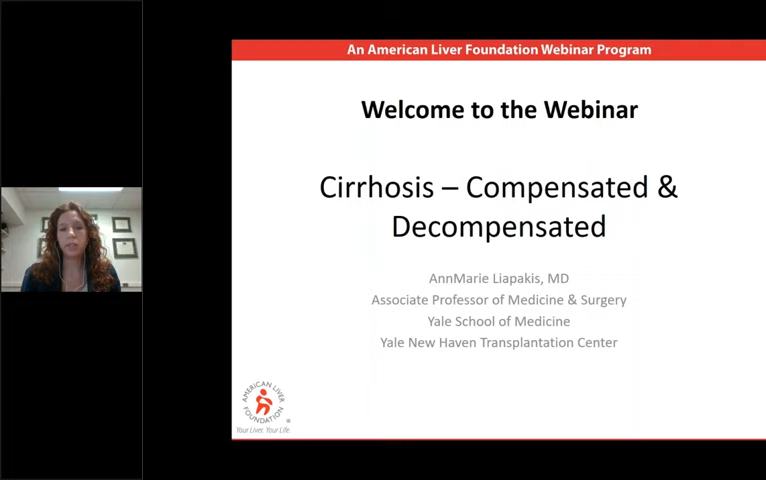 An American Liver Foundation Webinar Program
Welcome to the Webinar
Cirrhosis – Compensated &
Decompensated
AnnMarie Liapakis, MD
Associate Professor of Medicine & Surgery
Yale School of Medicine
Yale New Haven Transplantation Center
AMERICAN LIVER
FOUNDATION
Your Liver. Your Life.